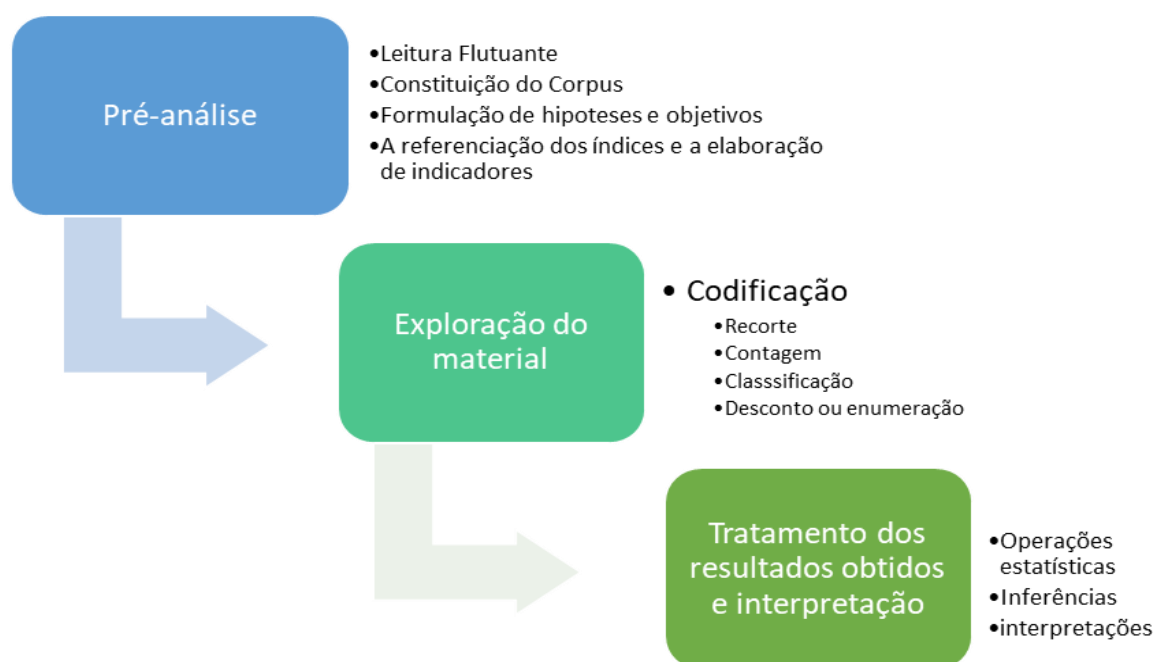 Pré-análise
•Leitura Flutuante
•Constituição do Corpus
•Formulação de hipoteses e objetivos
•A referenciação dos índices e a elaboração
de indicadores
Exploração do
material
• Codificação
•Recorte
•Contagem
•Classsificação
•Desconto ou enumeração
Tratamento dos
resultados obtidos
e interpretação
•Operações
estatísticas
•Inferências
•interpretações